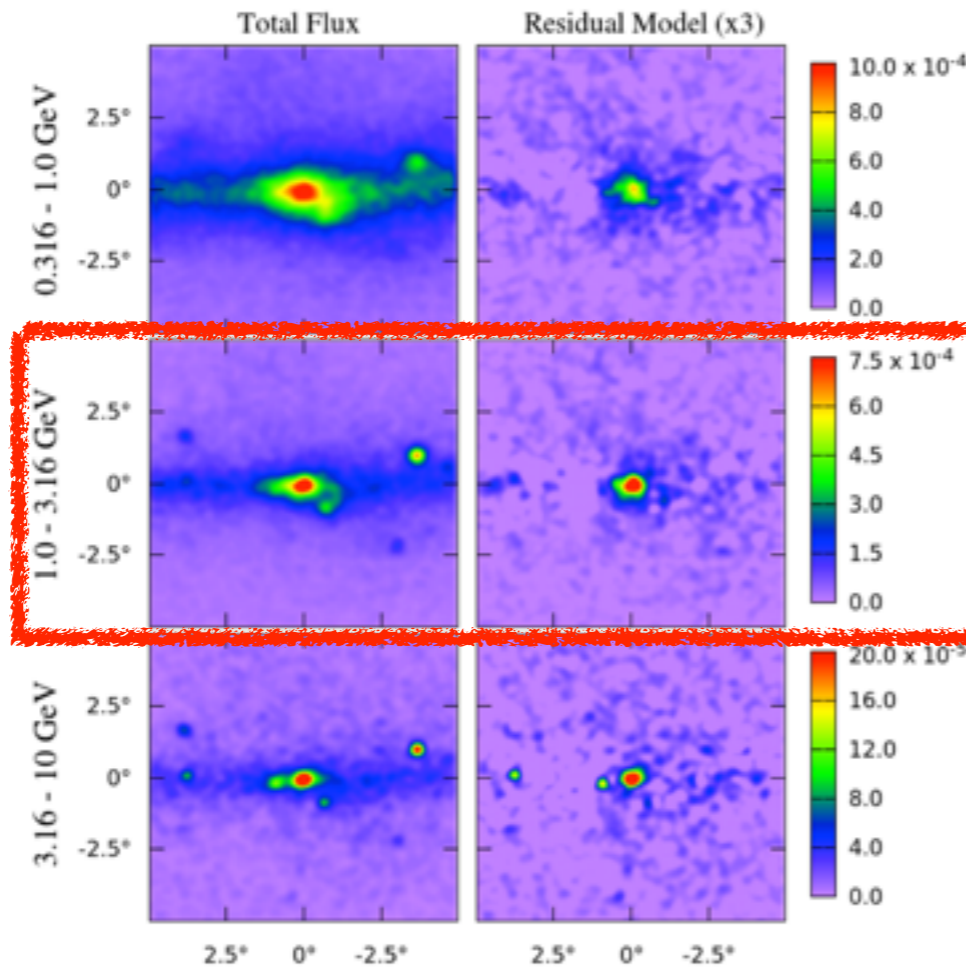 Total Flux
Residual Model (x3)
0.316 - 1.0 GeV
2.5°
0°
-2.5°
10.0 x 10-4
8.0
6.0
4.0
2.0
0.0
1.0 - 3.16 GeV
2.5°
0°
-2.5°
7.5 x 10-4
6.0
4.5
3.0
1.5
0.0
3.16 - 10 GeV
2.5°
0°
-2.5°
20.0 x 10-5
16.0
12.0
8.0
4.0
0.0
2.5° 0° -2.5°
2.5° 0° -2.5°